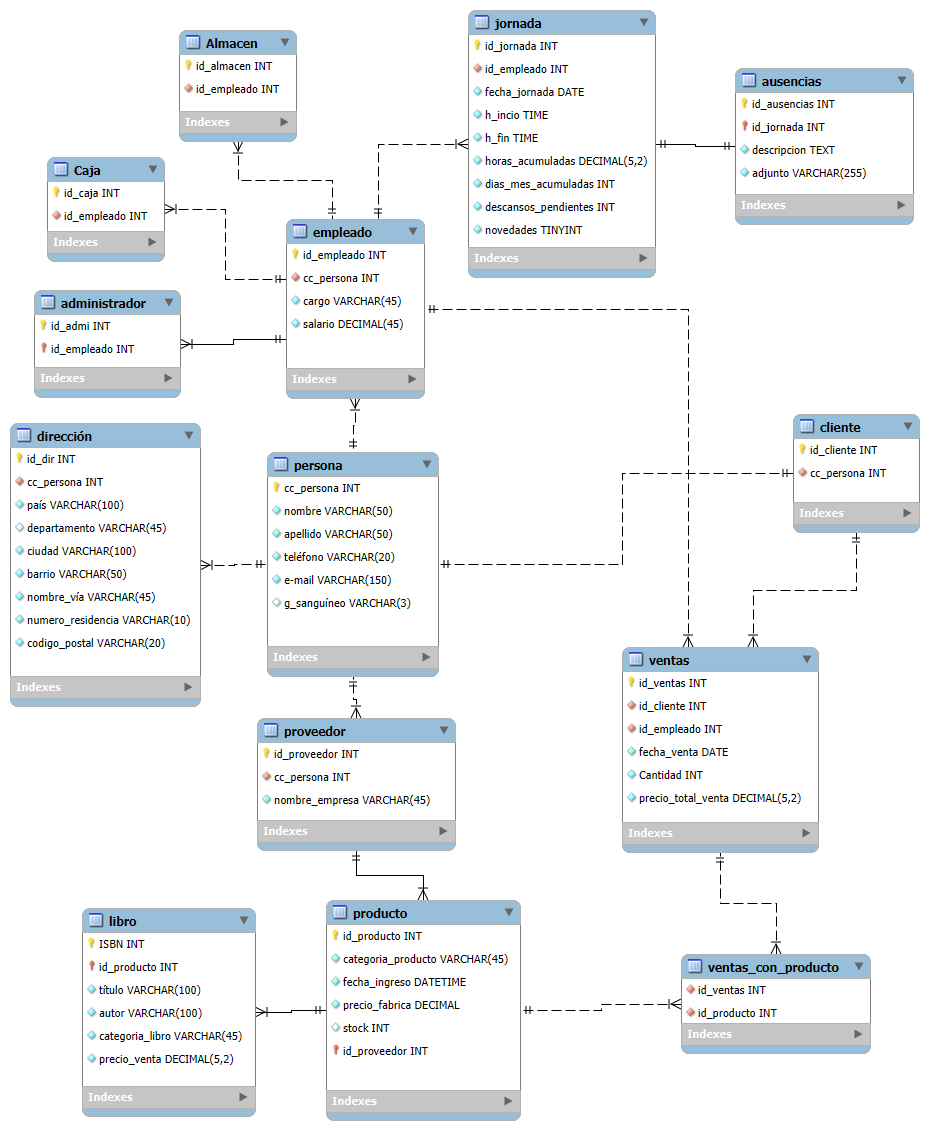 Almacen
id_almacen INT
id_empleado INT
Indexes
jornada
id_jornada INT
id_empleado INT
fecha_jornada DATE
h_incio TIME
h_fin TIME
horas_acumuladas DECIMAL(5,2)
dias_mes_acumuladas INT
descansos_pendientes INT
novedades TINYINT
Indexes
ausencias
id_ausencias INT
id_jornada INT
descripcion TEXT
adjunto VARCHAR(255)
Indexes
Caja
id_caja INT
id_empleado INT
Indexes
empleado
id_empleado INT
cc_persona INT
cargo VARCHAR(45)
salario DECIMAL(45)
Indexes
administrador
id_admi INT
id_empleado INT
Indexes
dirección
id_dir INT
cc_persona INT
país VARCHAR(100)
departamento VARCHAR(45)
ciudad VARCHAR(100)
barrio VARCHAR(50)
nombre_vía VARCHAR(45)
numero_residencia VARCHAR(10)
codigo_postal VARCHAR(20)
Indexes
persona
cc_persona INT
nombre VARCHAR(50)
apellido VARCHAR(50)
teléfono VARCHAR(20)
e-mail VARCHAR(150)
g_sanguíneo VARCHAR(3)
Indexes
cliente
id_cliente INT
cc_persona INT
Indexes
ventas
id_ventas INT
id_cliente INT
id_empleado INT
fecha_venta DATE
Cantidad INT
precio_total_venta DECIMAL(5,2)
Indexes
proveedor
id_proveedor INT
cc_persona INT
nombre_empresa VARCHAR(45)
Indexes
libro
ISBN INT
id_producto INT
título VARCHAR(100)
autor VARCHAR(100)
categoria_libro VARCHAR(45)
precio_venta DECIMAL(5,2)
Indexes
producto
id_producto INT
categoria_producto VARCHAR(45)
fecha_ingreso DATETIME
precio_fabrica DECIMAL
stock INT
id_proveedor INT
Indexes
ventas_con_producto
id_ventas INT
id_producto INT
Indexes